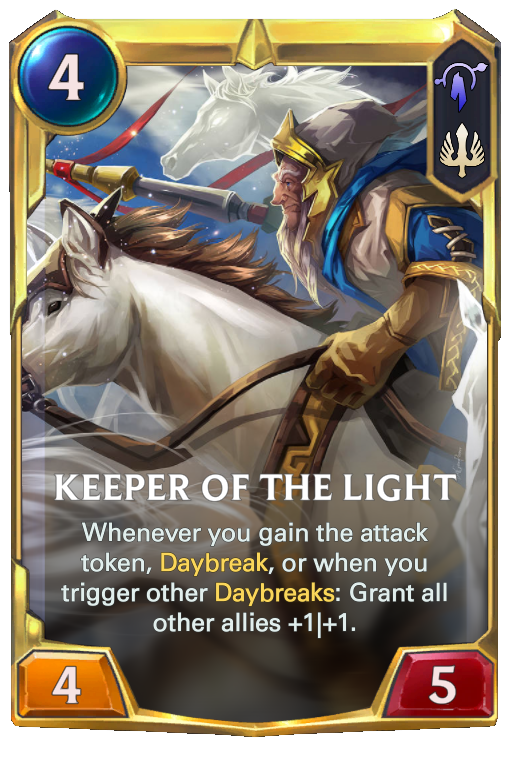 4
KEEPER OF THE LIGHT
Whenever you gain the attack
token, Daybreak, or when you
trigger other Daybreaks: Grant all
other allies +1|+1.
4
5